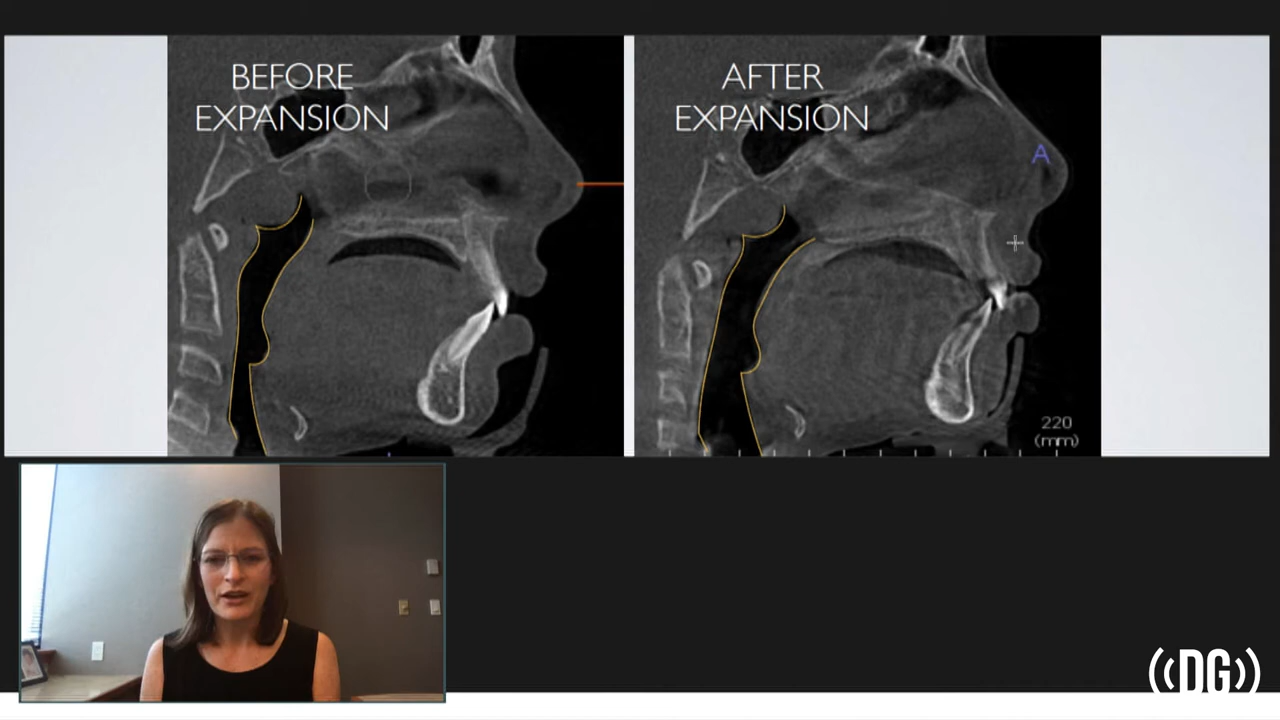 BEFORE
EXPANSION
AFTER
EXPANSION
A
220
(mm)
DG